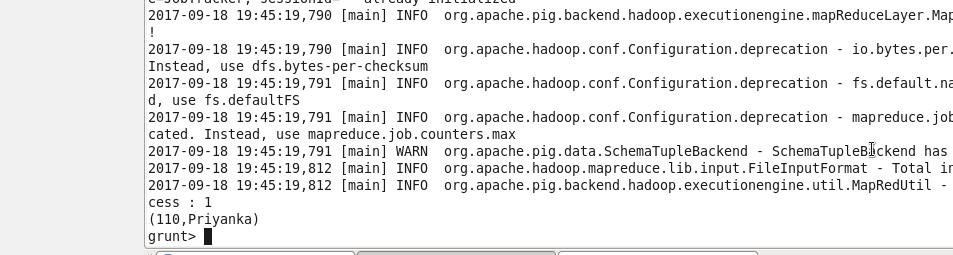 2017-09-18 19:45:19,790 [main] INFO  org.apache.pig.backend.hadoop.executionengine.mapReduceLayer.Map
!
2017-09-18 19:45:19,790 [main] INFO  org.apache.hadoop.conf.Configuration.deprecation - io.bytes.per.
Instead, use dfs.bytes-per-checksum
2017-09-18 19:45:19,791 [main] INFO  org.apache.hadoop.conf.Configuration.deprecation - fs.default.na
d, use fs.defaultFS
2017-09-18 19:45:19,791 [main] INFO  org.apache.hadoop.conf.Configuration.deprecation - mapreduce.job
cated. Instead, use mapreduce.job.counters.max
2017-09-18 19:45:19,791 [main] WARN  org.apache.pig.data.SchemaTupleBackend - SchemaTupleBackend has
2017-09-18 19:45:19,812 [main] INFO  org.apache.hadoop.mapreduce.lib.input.FileInputFormat - Total in
2017-09-18 19:45:19,812 [main] INFO  org.apache.pig.backend.hadoop.executionengine.util.MapRedUtil -
cess : 1
(110,Priyanka)
grunt>